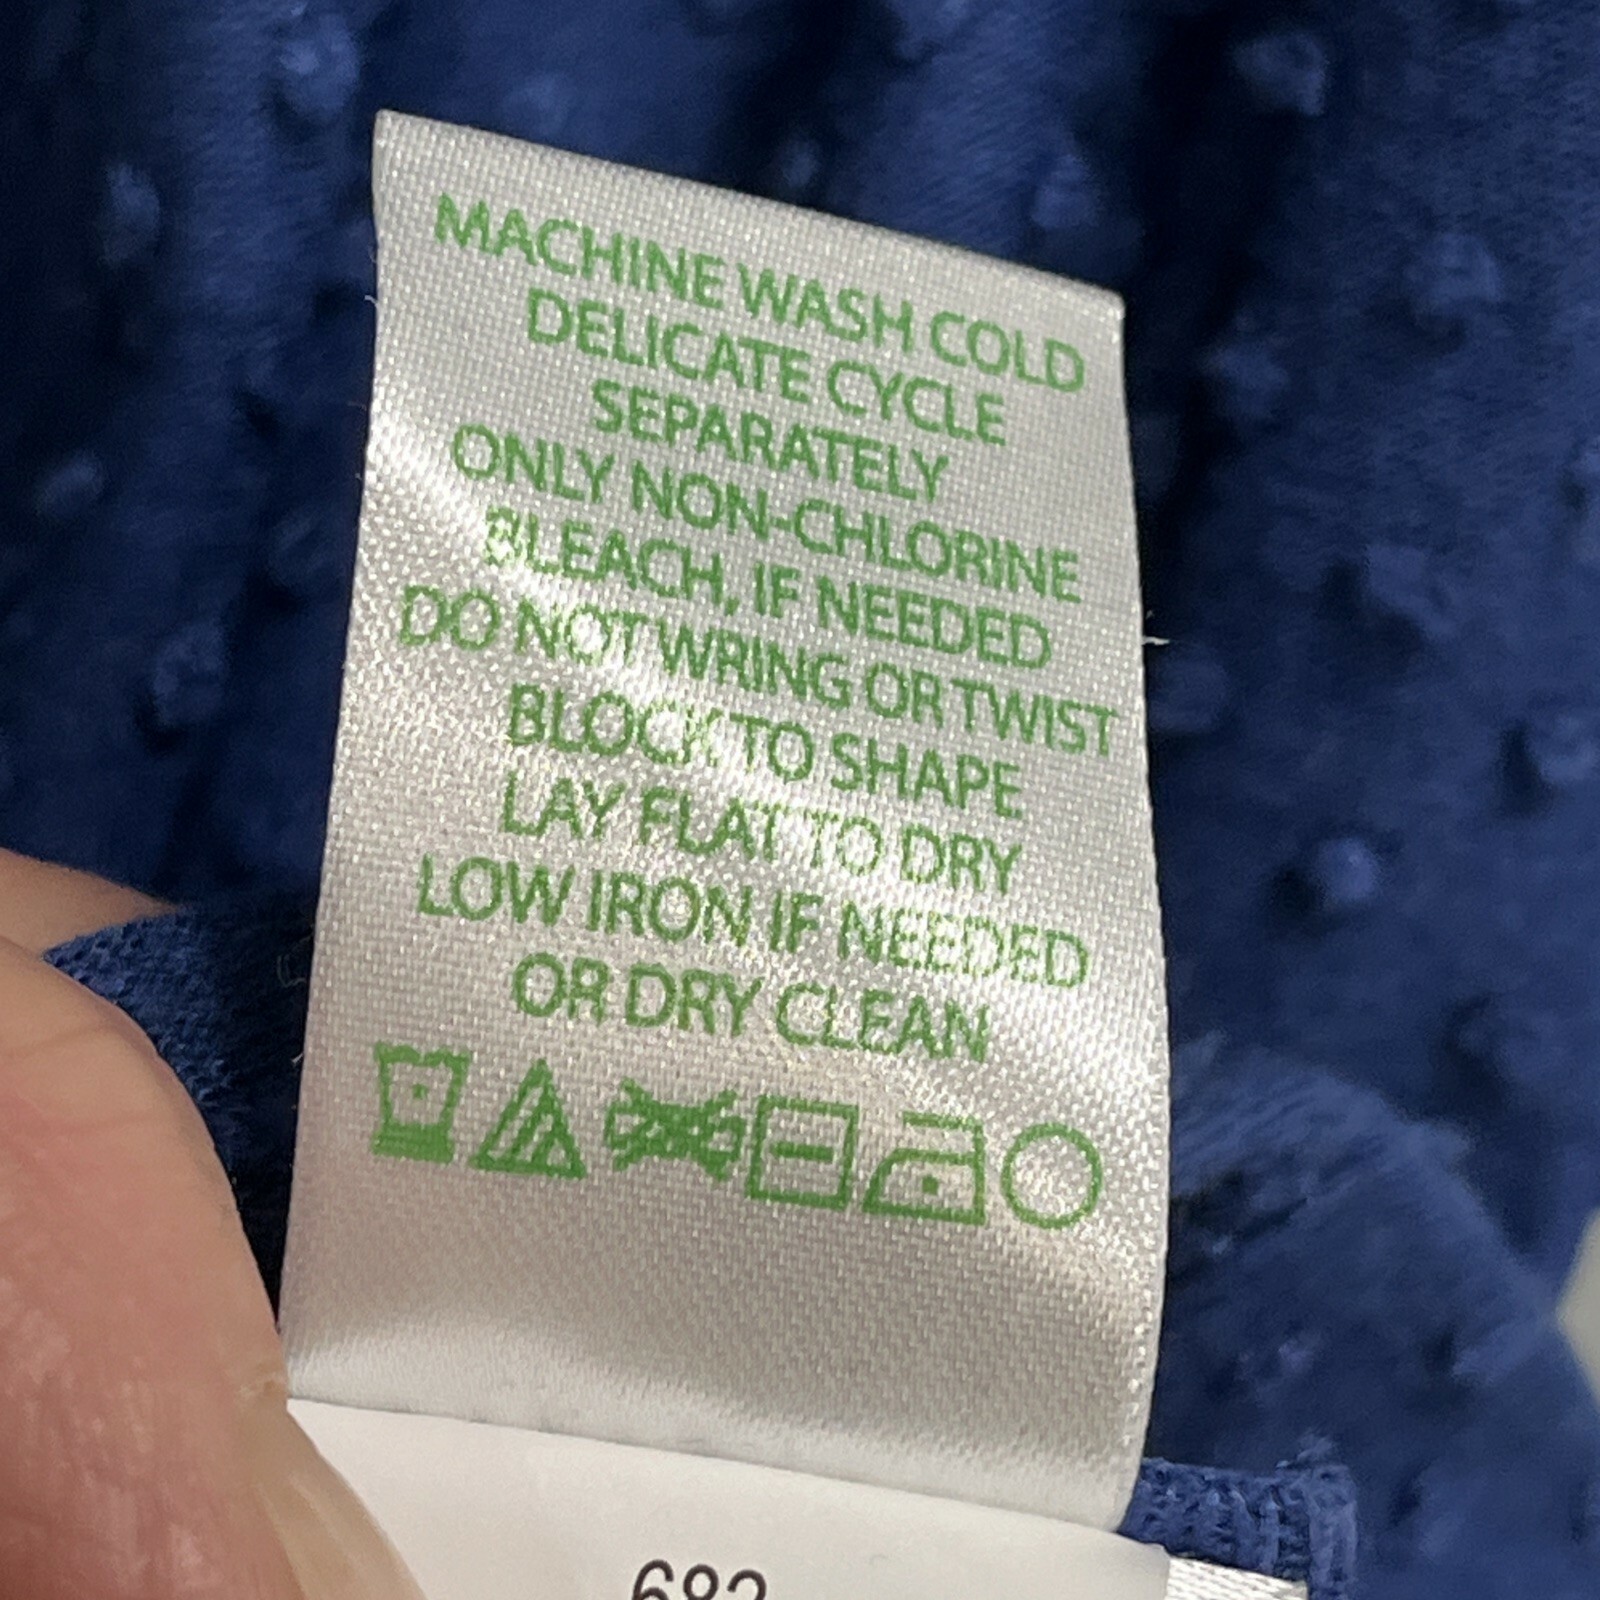 MACHINE WASH COLD
DELICATE CYCLE
SEPARATELY
ONLY NON-CHLORINE
BLEACH, IF NEEDED
DO NOT WRING OR TWIST
BLOCK TO SHAPE
LAY FLAT TO DRY
LOW IRON IF NEEDED
OR DRY CLEAN
682